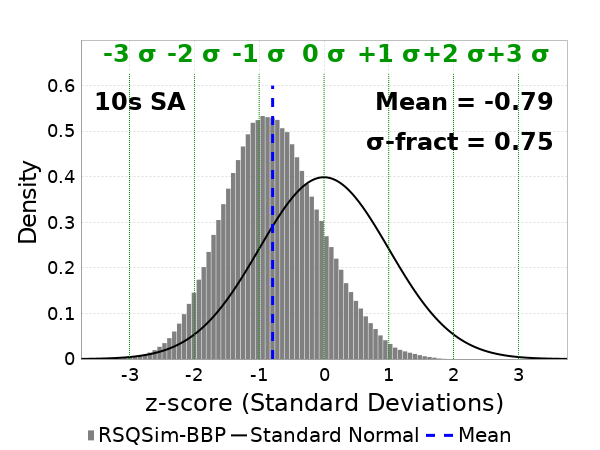 -3 σ -2 σ -1 σ 0 σ +1 σ +2 σ +3 σ
10s SA
Mean = -0.79
σ-fract = 0.75
Density
0.6
0.5
0.4
0.3
0.2
0.1
0
-3 -2 -1 0 1 2 3
z-score (Standard Deviations)
RSQSim-BBP Standard Normal Mean